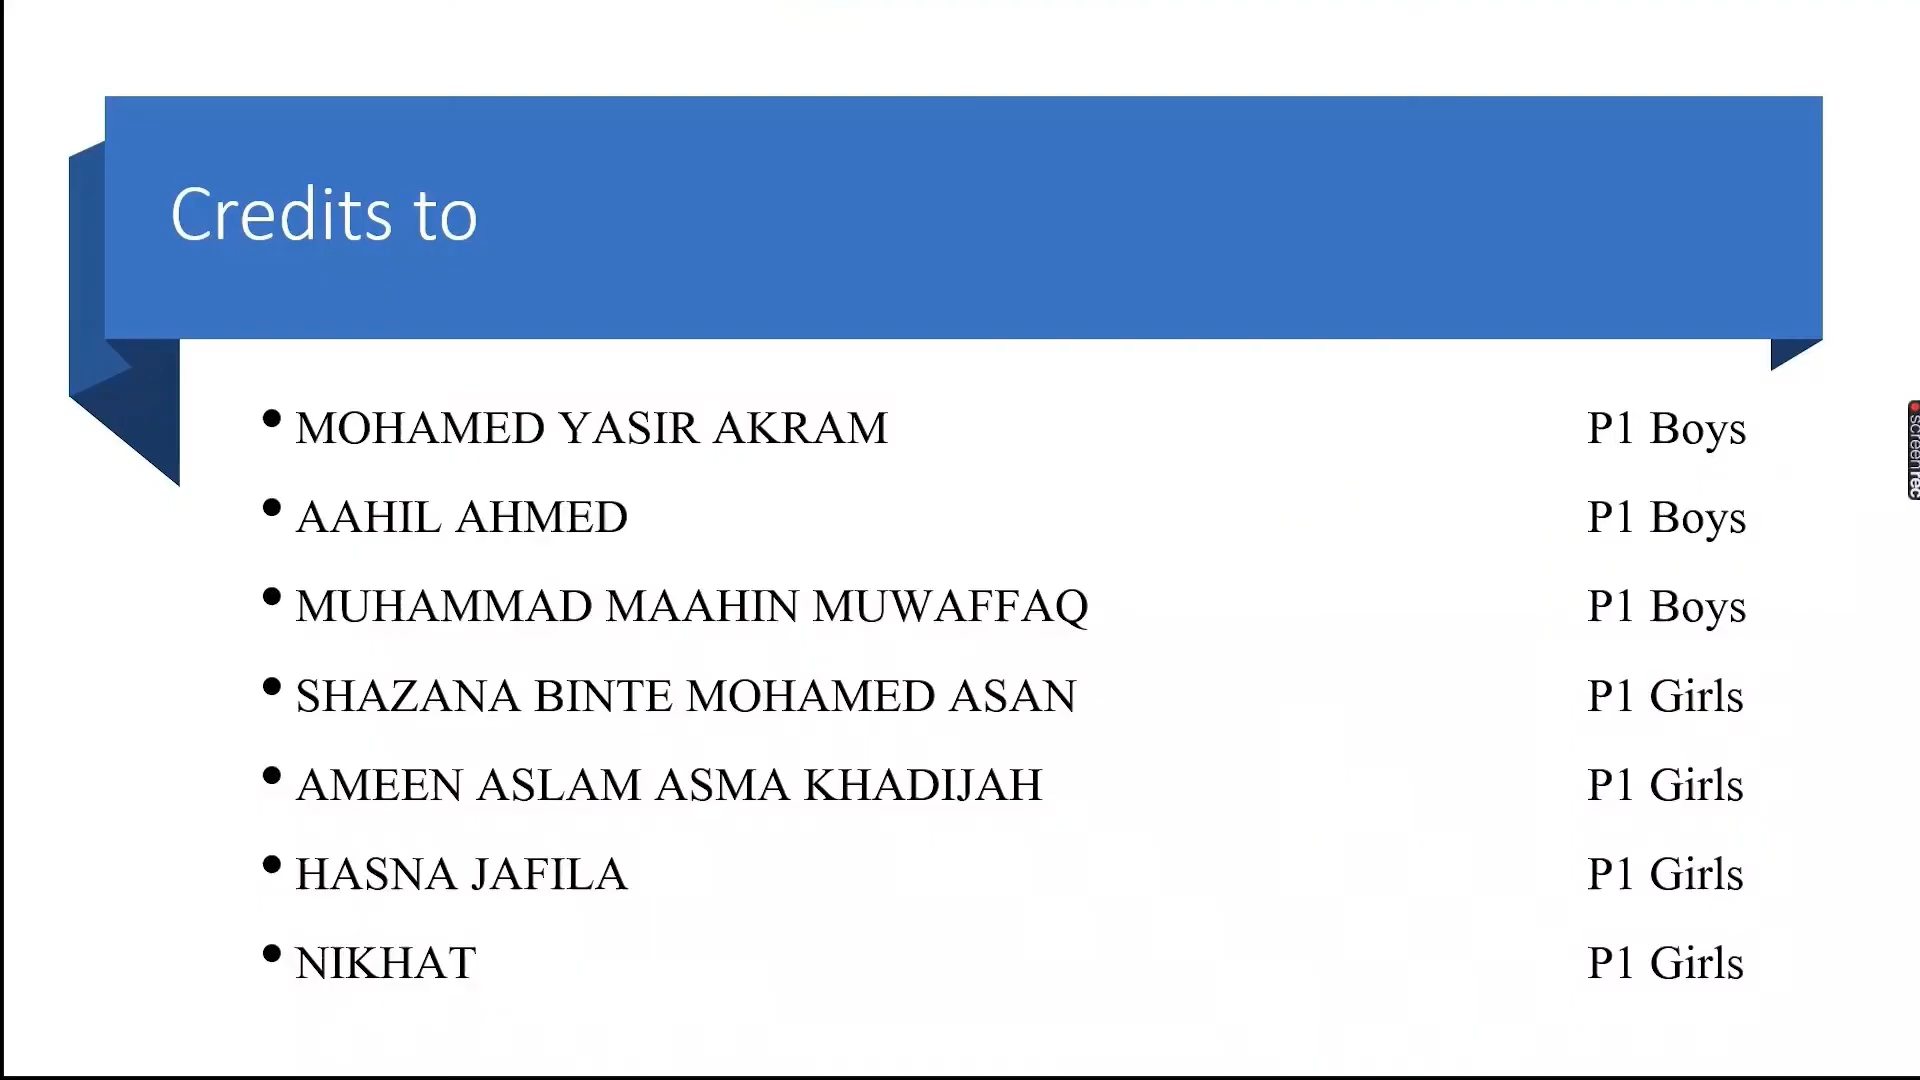 Credits to
• MOHAMED YASIR AKRAM P1 Boys
• AAHIL AHMED P1 Boys
• MUHAMMAD MAAHIN MUWAFFAQ P1 Boys
• SHAZANA BINTE MOHAMED ASAN P1 Girls
• AMEEN ASLAM ASMA KHADIJAH P1 Girls
• HASNA JAFILA P1 Girls
• NIKHAT P1 Girls
screenrec